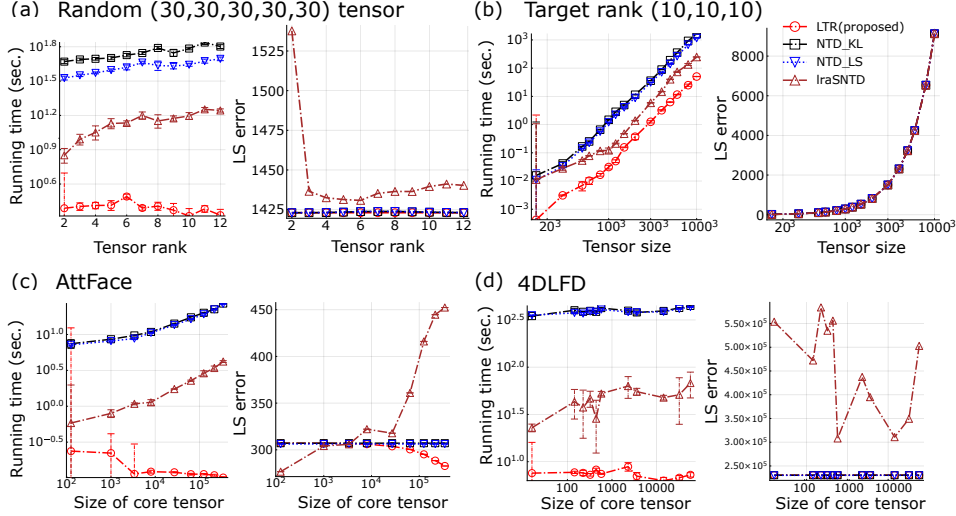 (a) Random (30,30,30,30,30) tensor
Running time (sec.)
10^1.8
10^1.5
10^1.2
10^0.9
10^0.6
2 4 6 8 10 12
Tensor rank
LS error
1525
1500
1475
1450
1425
2 4 6 8 10 12
Tensor rank
(b) Target rank (10,10,10)
Running time (sec.)
10^3
10^2
10^1
10^0
10^−1
10^−2
10^−3
20^3 100^3 1000^3
Tensor size
LTR(proposed)
NTD_KL
NTD_LS
lraSNTD
LS error
8000
6000
4000
2000
0
20^3 100^3 1000^3
Tensor size
(c) AttFace
Running time (sec.)
10^1.0
10^0.5
10^0.0
10^−0.5
10^2 10^3 10^4 10^5
Size of core tensor
LS error
450
400
350
300
10^2 10^3 10^4 10^5
Size of core tensor
(d) 4DLFD
Running time (sec.)
10^2.5
10^2.0
10^1.5
10^1.0
100 1000 10000
Size of core tensor
LS error
5.50 × 10^5
5.00 × 10^5
4.50 × 10^5
4.00 × 10^5
3.50 × 10^5
3.00 × 10^5
2.50 × 10^5
100 1000 10000
Size of core tensor